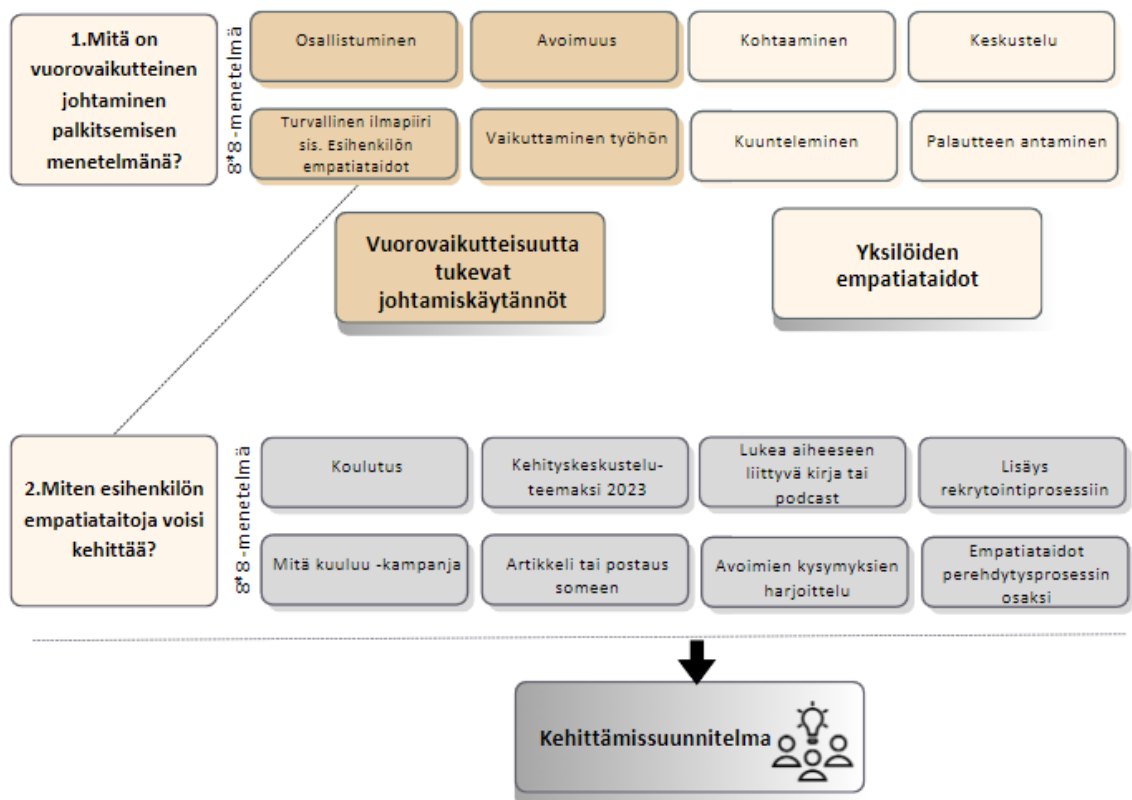 1.Mitä on
vuorovaikutteinen
johtaminen
palkitsemisen
menetelmänä?
8*8-menetelmä
Osallistuminen
Avoimuus
Kohtaaminen
Keskustelu
Turvallinen ilmapiiri
sis. Esihenkilön
empatiataidot
Vaikuttaminen työhön
Kuunteleminen
Palautteen antaminen
Vuorovaikutteisuutta
tukevat
johtamiskäytännöt
Yksilöiden
empatiataidot
2.Miten esihenkilön
empatiataitoja voisi
kehittää?
8*8-menetelmä
Koulutus
Kehityskeskustelu-
teemaksi 2023
Lukea aiheeseen
liittyvä kirja tai
podcast
Lisäys
rekrytointiprosessiin
Mitä kuuluu -kampanja
Artikkeli tai postaus
someen
Avoimien kysymyksien
harjoittelu
Empatiataidot
perehdytysprosessin
osaksi
Kehittämissuunnitelma